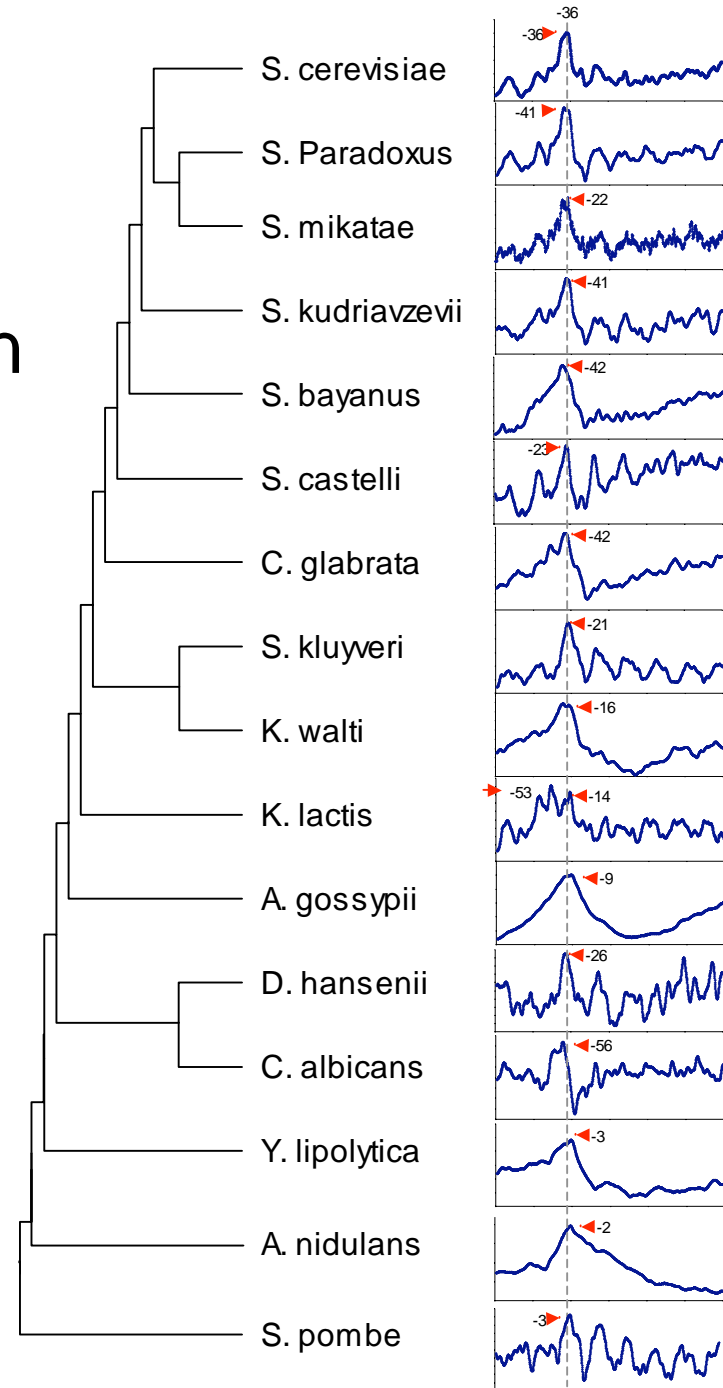 -36
S. cerevisiae -36
S. Paradoxus -41
S. mikatae -22
S. kudriavzevii -41
n
S. bayanus -42
S. castelli -23
C. glabrata -42
S. kluyveri -21
K. walti -16
K. lactis -53 -14
A. gossypii -9
D. hansenii -26
C. albicans -56
Y. lipolytica -3
A. nidulans -2
S. pombe -3